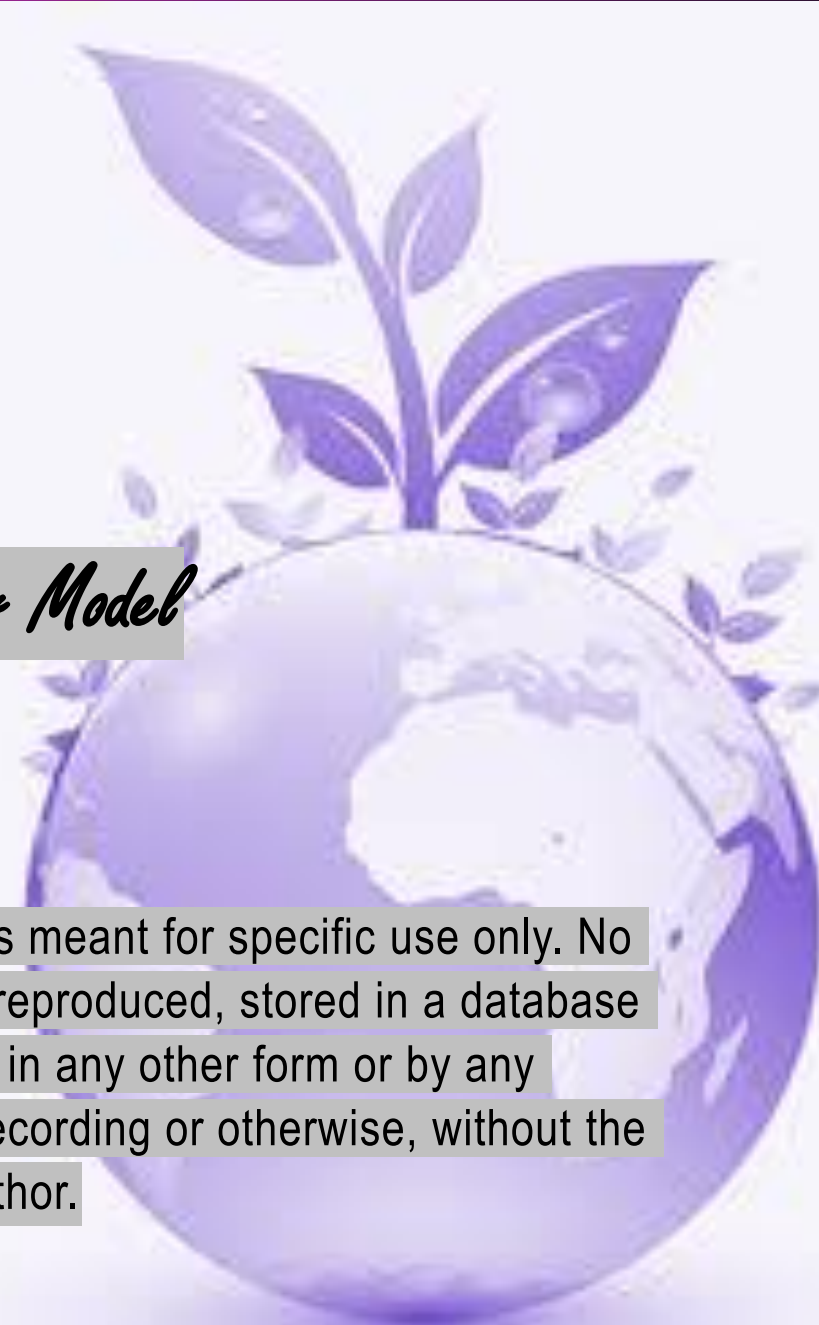 Model
s meant for specific use only. No
reproduced, stored in a database
in any other form or by any
ecording or otherwise, without the
thor.